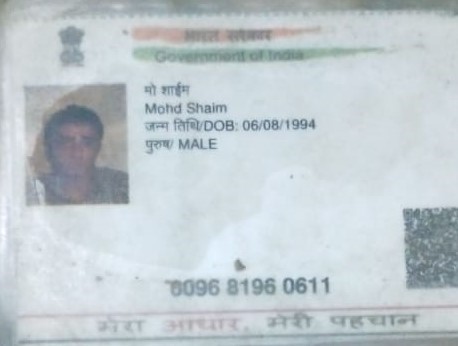 भारत सरकार
Government of India
मो शाईम
Mohd Shaim
जन्म तिथि/DOB: 06/08/1994
पुरुष/ MALE
6096 8196 0611
मेरा आधार, मेरी पहचान